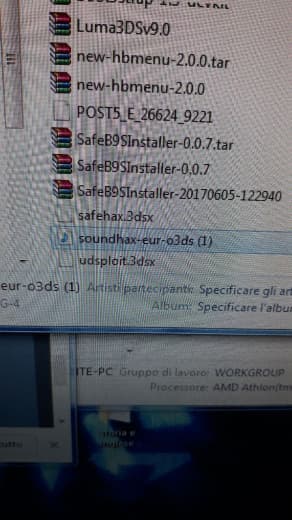 Luma3DSv9.0
new-hbmenu-2.0.0.tar
new-hbmenu-2.0.0
POST5_E_26624_9221
SafeB9SInstaller-0.0.7.tar
SafeB9SInstaller-0.0.7
SafeB9SInstaller-20170605-122940
safehax.3dsx
soundhax-eur-o3ds (1)
udsploit.3dsx
eur-o3ds (1) Artisti partecipanti: Specificare gli art
G-4 Album: Specificare l'albu
ITE-PC Gruppo di lavoro: WORKGROUP
Processore: AMD Athlon(tm